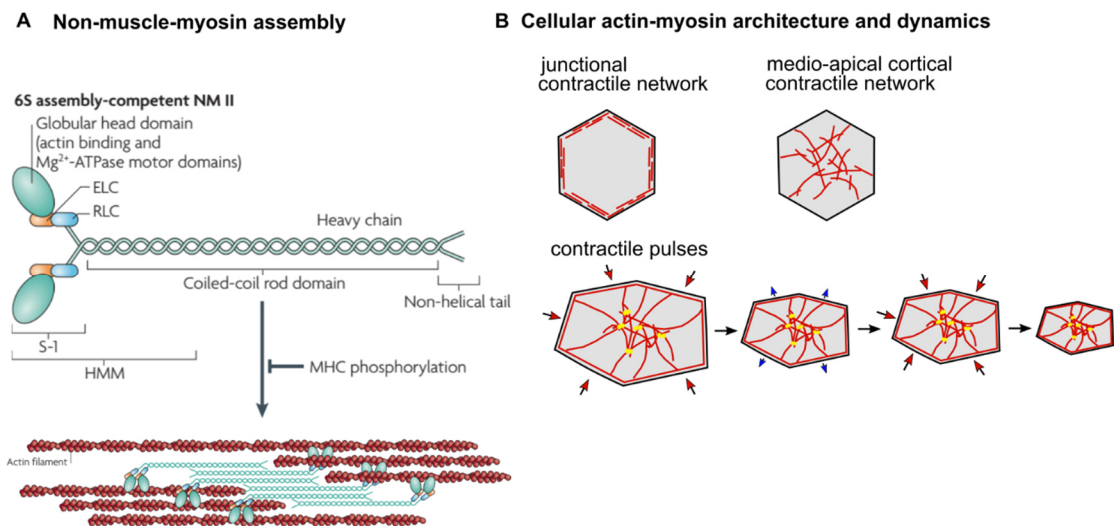 A Non-muscle-myosin assembly
6S assembly-competent NM II
Globular head domain
(actin binding and
Mg²⁺-ATPase motor domains)
ELC
RLC
Heavy chain
Coiled-coil rod domain
Non-helical tail
S-1
HMM
MHC phosphorylation
Actin filament
B Cellular actin-myosin architecture and dynamics
junctional
contractile network
medio-apical cortical
contractile network
contractile pulses